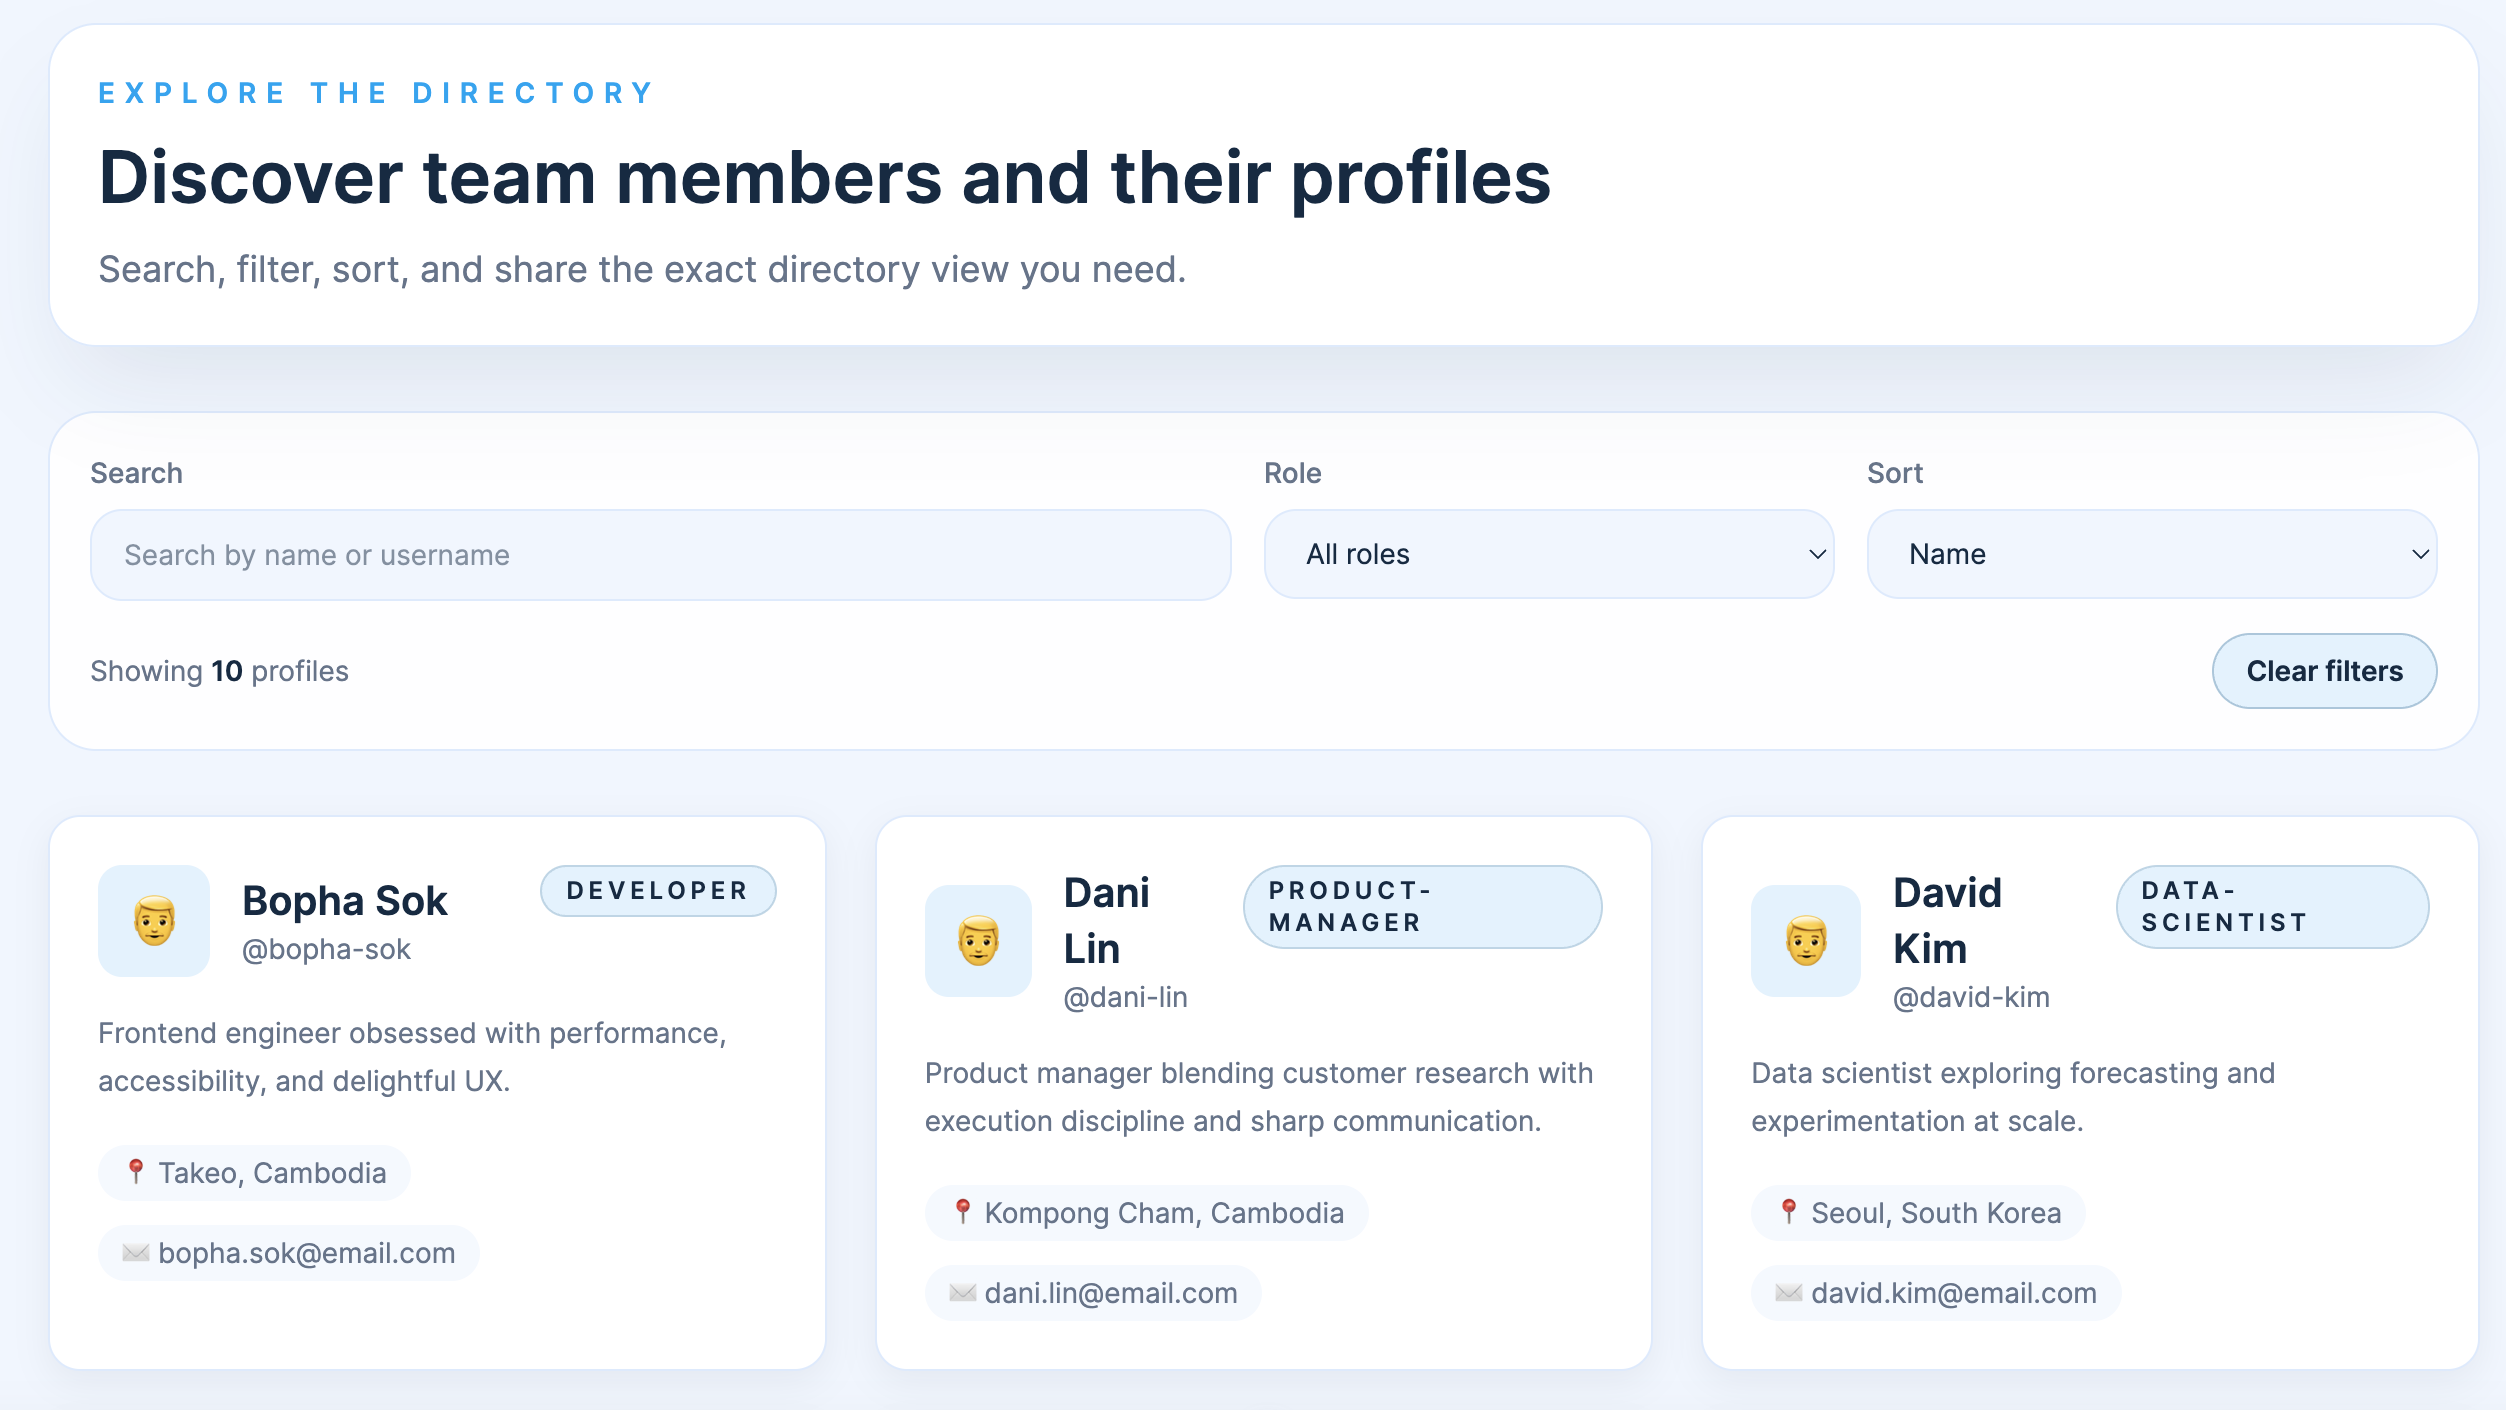 EXPLORE THE DIRECTORY
Discover team members and their profiles
Search, filter, sort, and share the exact directory view you need.
Search
Role
Sort
Search by name or username
All roles
Name
Showing 10 profiles
Clear filters
Bopha Sok
@bopha-sok
DEVELOPER
Frontend engineer obsessed with performance,
accessibility, and delightful UX.
Takeo, Cambodia
bopha.sok@email.com
Dani
Lin
@dani-lin
PRODUCT-
MANAGER
Product manager blending customer research with
execution discipline and sharp communication.
Kompong Cham, Cambodia
dani.lin@email.com
David
Kim
@david-kim
DATA-
SCIENTIST
Data scientist exploring forecasting and
experimentation at scale.
Seoul, South Korea
david.kim@email.com